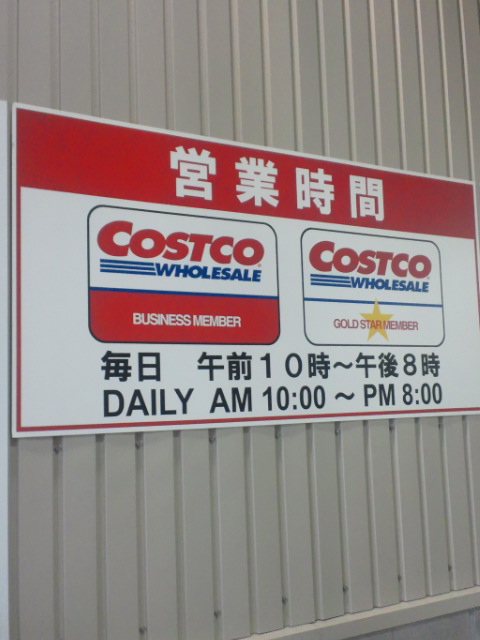 営業時間
COSTCO
WHOLESALE
BUSINESS MEMBER
COSTCO
WHOLESALE
GOLD STAR MEMBER
毎日 午前10時～午後8時
DAILY AM 10:00 ～ PM 8:00